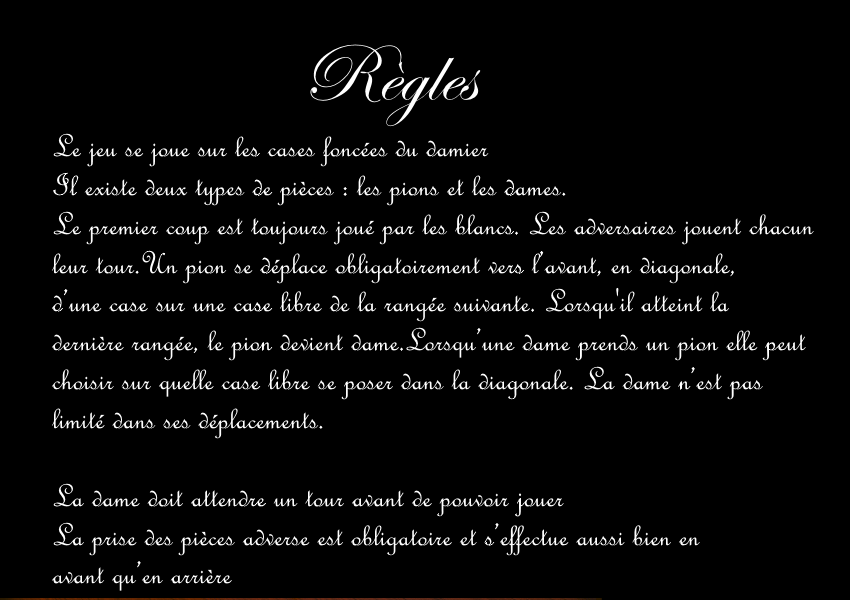 Règles
Le jeu se joue sur les cases foncées du damier
Il existe deux types de pièces : les pions et les dames.
Le premier coup est toujours joué par les blancs. Les adversaires jouent chacun
leur tour.Un pion se déplace obligatoirement vers l'avant, en diagonale,
d'une case sur une case libre de la rangée suivante. Lorsqu'il atteint la
dernière rangée, le pion devient dame.Lorsqu'une dame prends un pion elle peut
choisir sur quelle case libre se poser dans la diagonale. La dame n'est pas
limité dans ses déplacements.
La dame doit attendre un tour avant de pouvoir jouer
La prise des pièces adverse est obligatoire et s'effectue aussi bien en
avant qu'en arrière